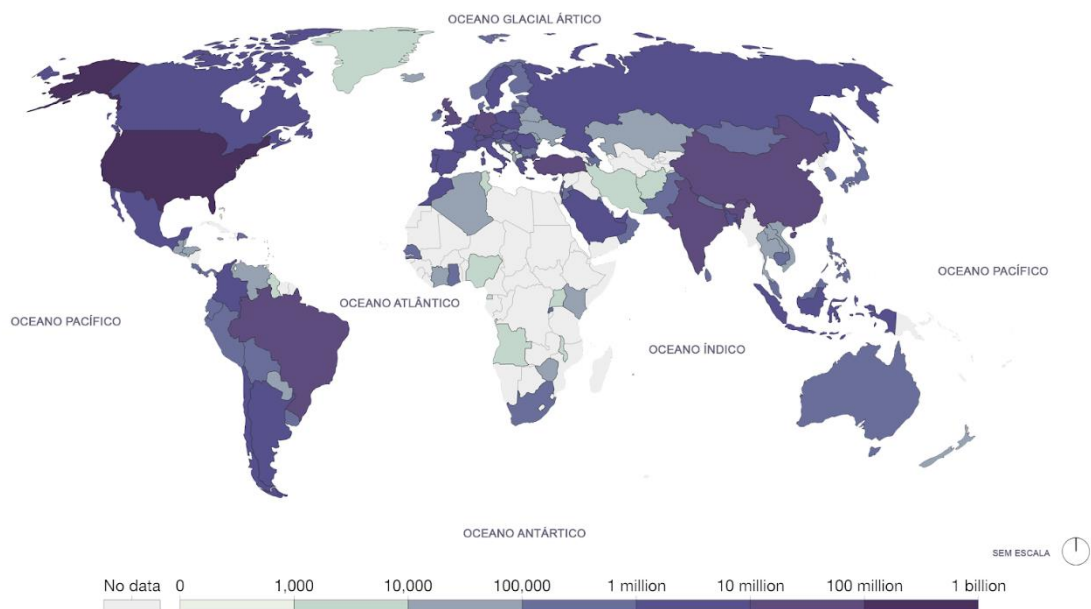 OCEANO GLACIAL ÁRTICO
OCEANO PACÍFICO
OCEANO ATLÂNTICO
OCEANO PACÍFICO
OCEANO ÍNDICO
OCEANO ANTÁRTICO
SEM ESCALA
No data 0 1,000 10,000 100,000 1 million 10 million 100 million 1 billion